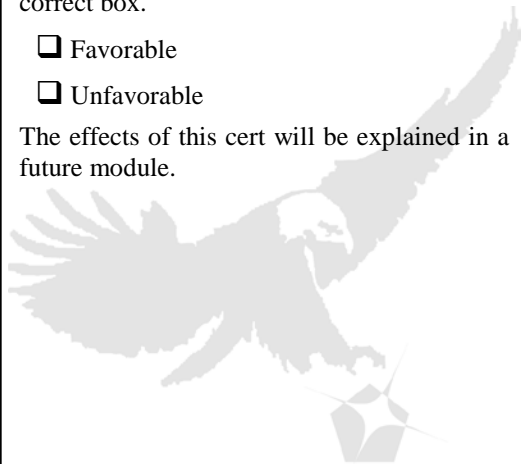 correct box.
❑ Favorable
❑ Unfavorable
The effects of this cert will be explained in a
future module.